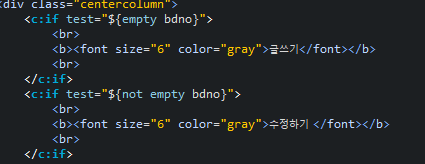 <div class="centercolumn">
<c:if test="${empty bdno}">
<br>
<b><font size="6" color="gray">글쓰기</font></b>
<br>
</c:if>
<c:if test="${not empty bdno}">
<br>
<b><font size="6" color="gray">수정하기 </font></b>
<br>
</c:if>